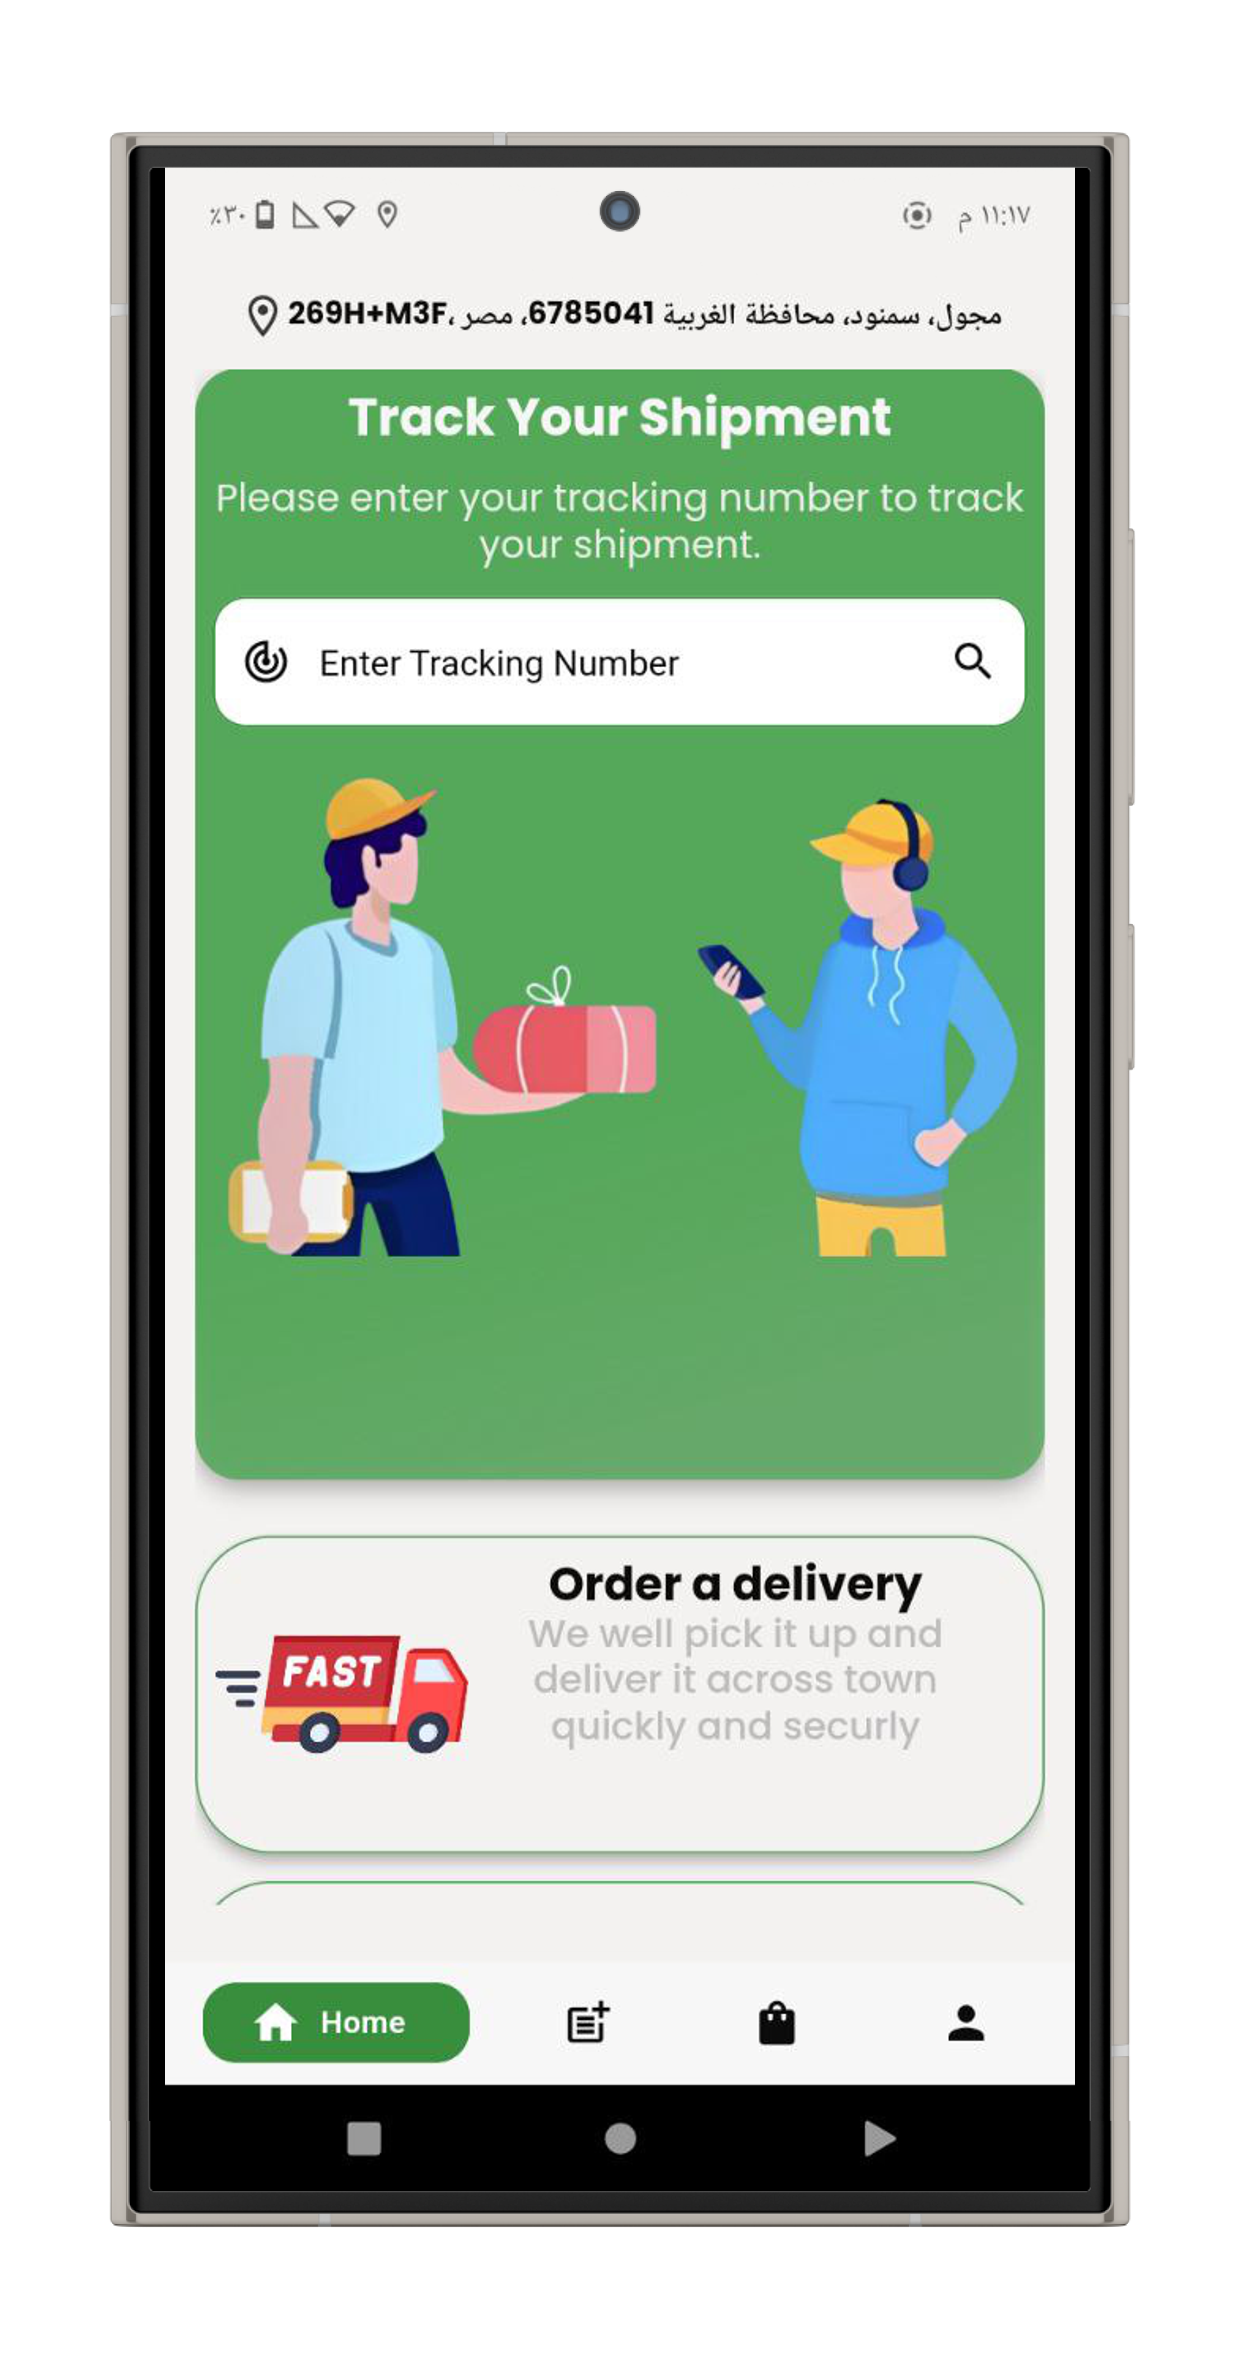 ١١:١٧ م ٪٣٠
269H+M3F، مجول، سمنود، محافظة الغربية 6785041، مصر
Track Your Shipment
Please enter your tracking number to track
your shipment.
Enter Tracking Number
Order a delivery
We well pick it up and
deliver it across town
quickly and securly
FAST
Home